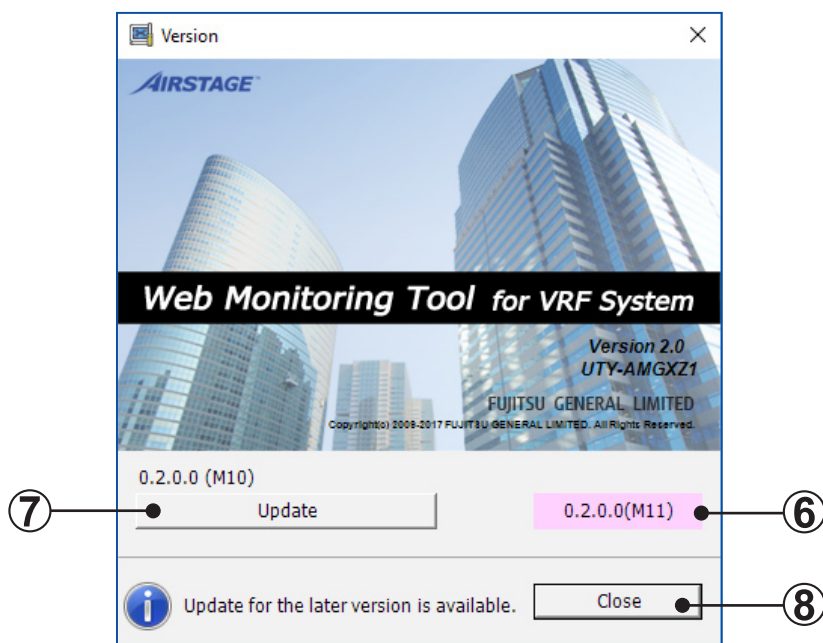 Version
AIRSTAGE™
Web Monitoring Tool for VRF System
Version 2.0
UTY-AMGXZ1
FUJITSU GENERAL LIMITED
Copyright(c) 2009-2017 FUJITSU GENERAL LIMITED. All Rights Reserved.
0.2.0.0 (M10)
⑦ Update 0.2.0.0(M11) ⑥
Update for the later version is available. Close ⑧